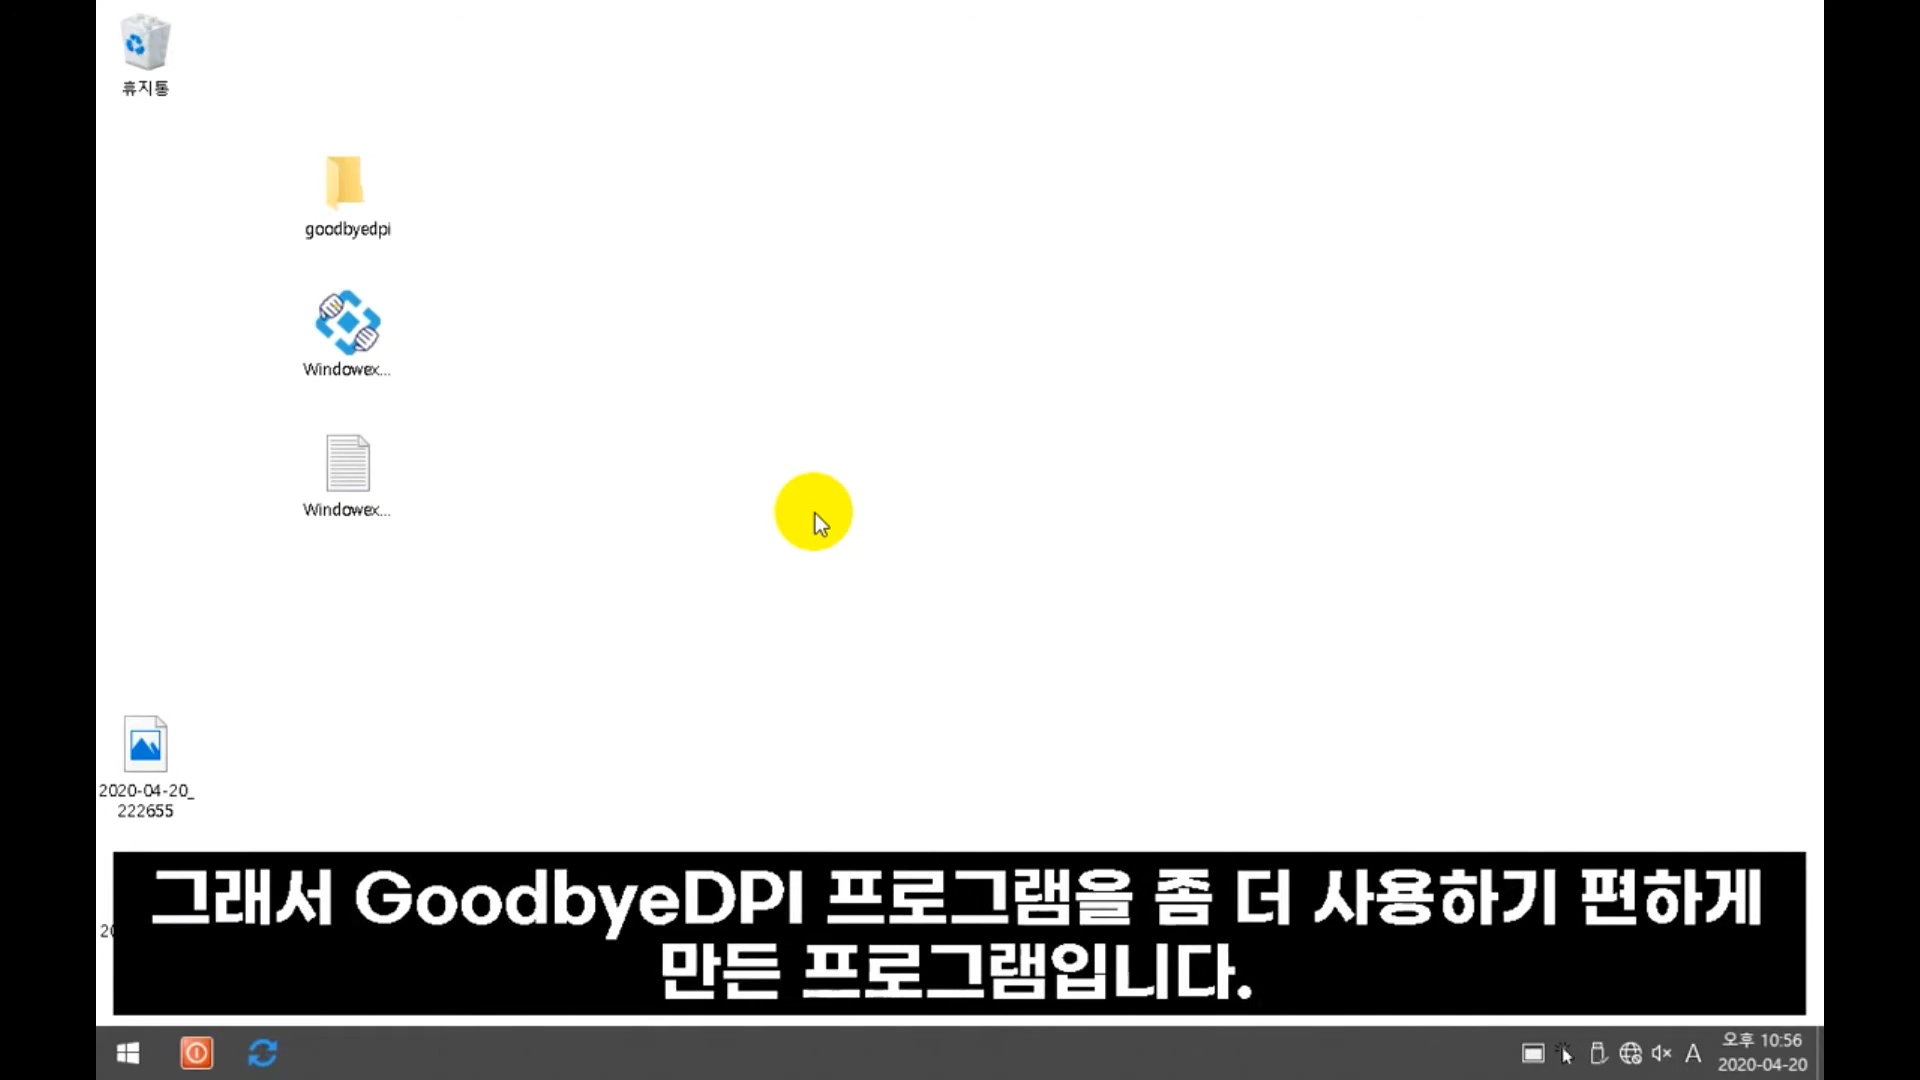 휴지통
goodbyedpi
Windowex...
Windowex...
2020-04-20_
222655
20
그래서 GoodbyeDPI 프로그램을 좀 더 사용하기 편하게
만든 프로그램입니다.
A
오후 10:56
2020-04-20